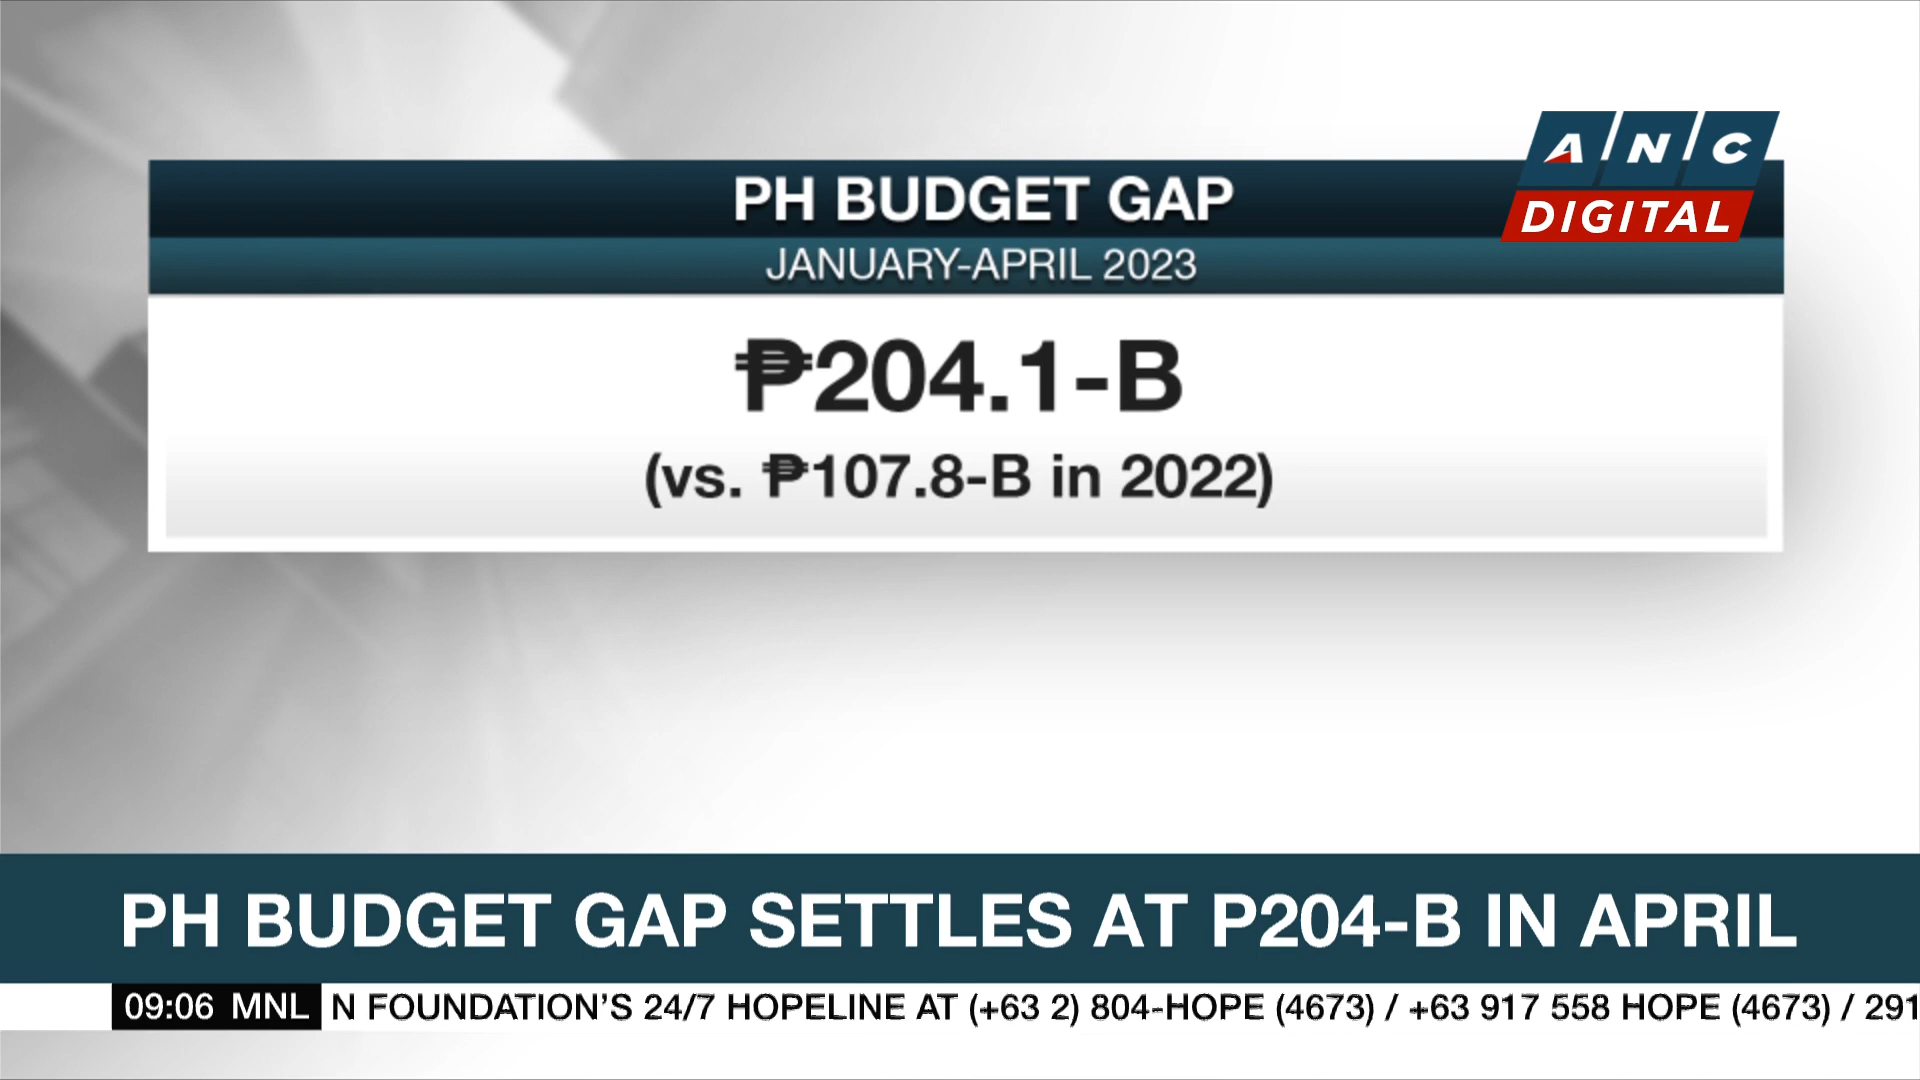 A N C
DIGITAL
PH BUDGET GAP
JANUARY-APRIL 2023
₱204.1-B
(vs. ₱107.8-B in 2022)
PH BUDGET GAP SETTLES AT P204-B IN APRIL
09:06 MNL N FOUNDATION'S 24/7 HOPELINE AT (+63 2) 804-HOPE (4673) / +63 917 558 HOPE (4673) / 291